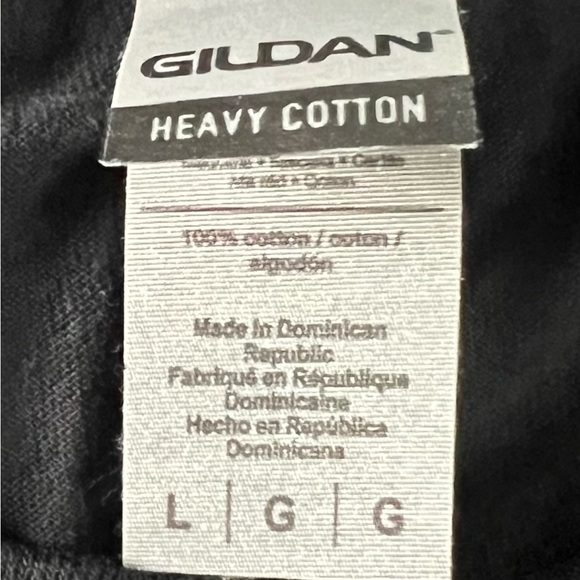 GILDAN
HEAVY COTTON
100% cotton / coton /
algodón
Made in Dominican
Republic
Fabriqué en République
Dominicaine
Hecho en República
Dominicana
L | G | G